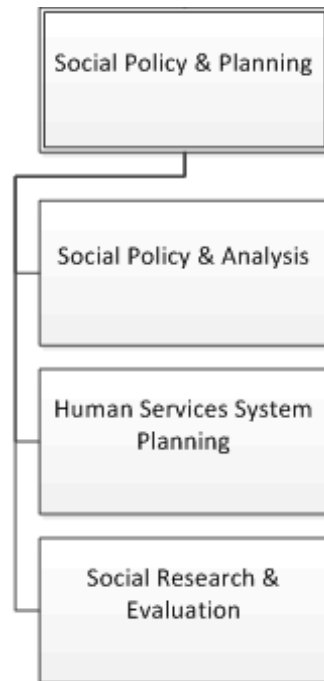 Social Policy & Planning
Social Policy & Analysis
Human Services System
Planning
Social Research &
Evaluation